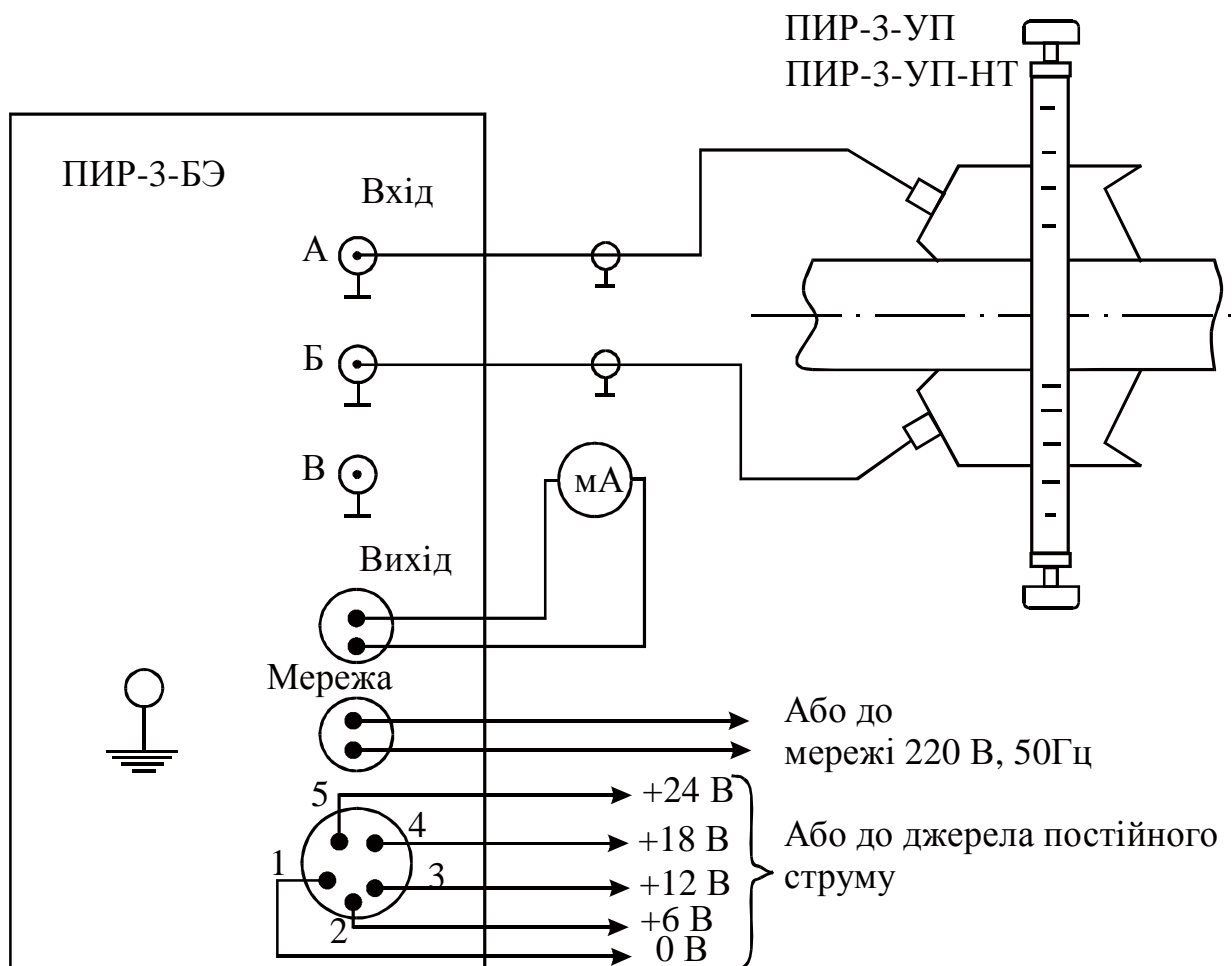 ПИР-3-УП
ПИР-3-УП-НТ
ПИР-3-БЭ
Вхід
А
Б
В
мА
Вихід
Мережа
Або до
мережі 220 В, 50Гц
5
+24 В
4
+18 В
Або до джерела постійного
струму
1
3
+12 В
2
+6 В
0 В